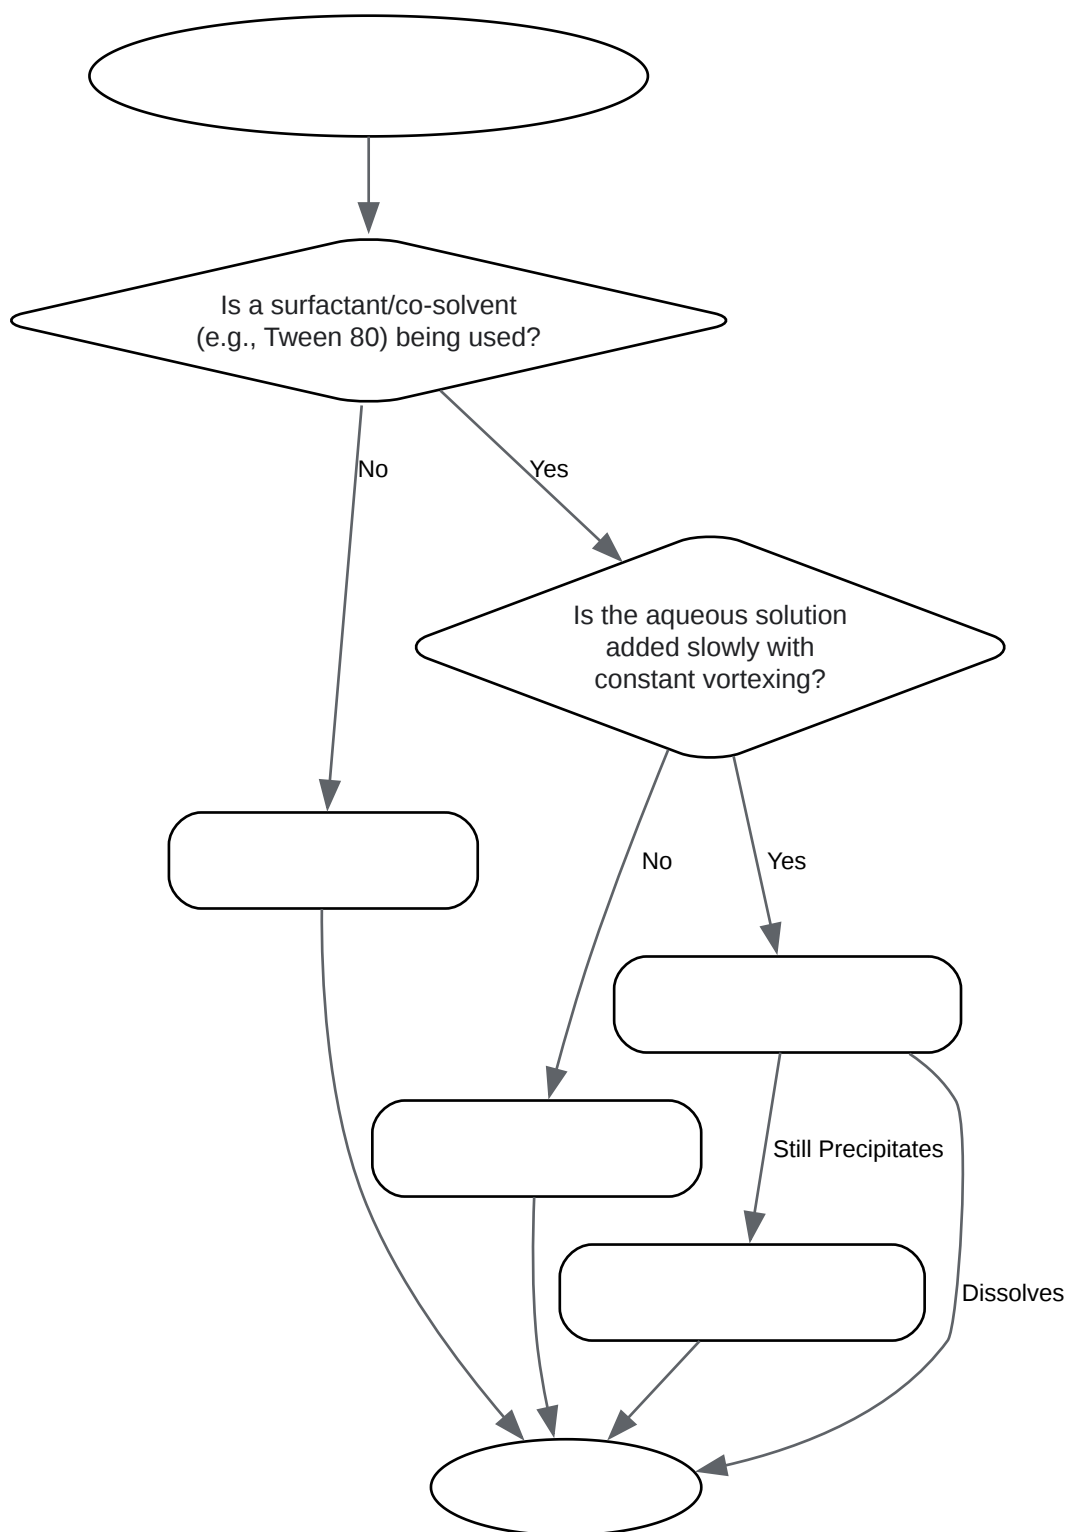 Is a surfactant/co-solvent
(e.g., Tween 80) being used?
No
Yes
Is the aqueous solution
added slowly with
constant vortexing?
No
Yes
Still Precipitates
Dissolves